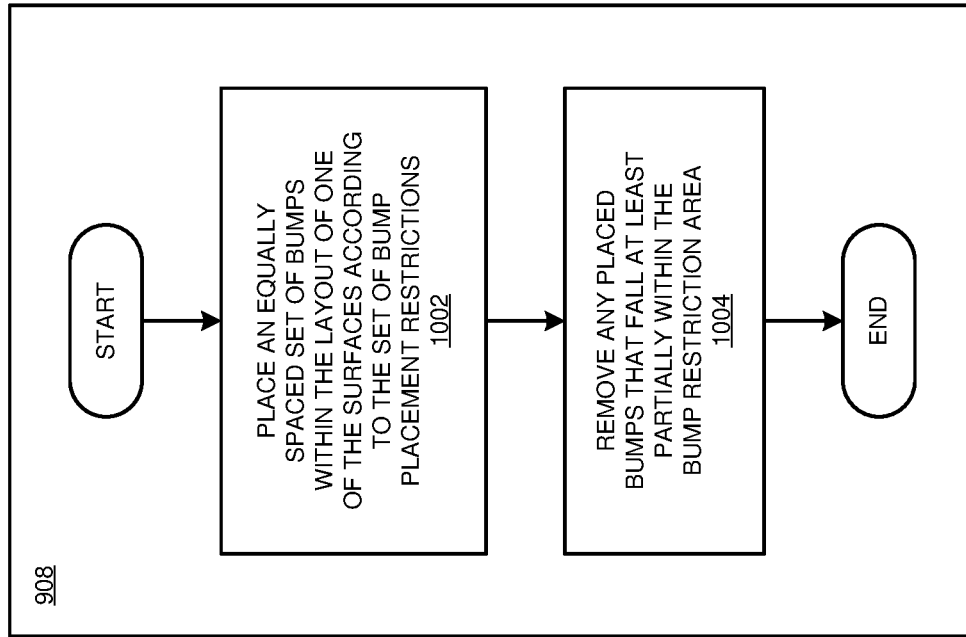 908
START
PLACE AN EQUALLY
SPACED SET OF BUMPS
WITHIN THE LAYOUT OF ONE
OF THE SURFACES ACCORDING
TO THE SET OF BUMP
PLACEMENT RESTRICTIONS
1002
REMOVE ANY PLACED
BUMPS THAT FALL AT LEAST
PARTIALLY WITHIN THE
BUMP RESTRICTION AREA
1004
END